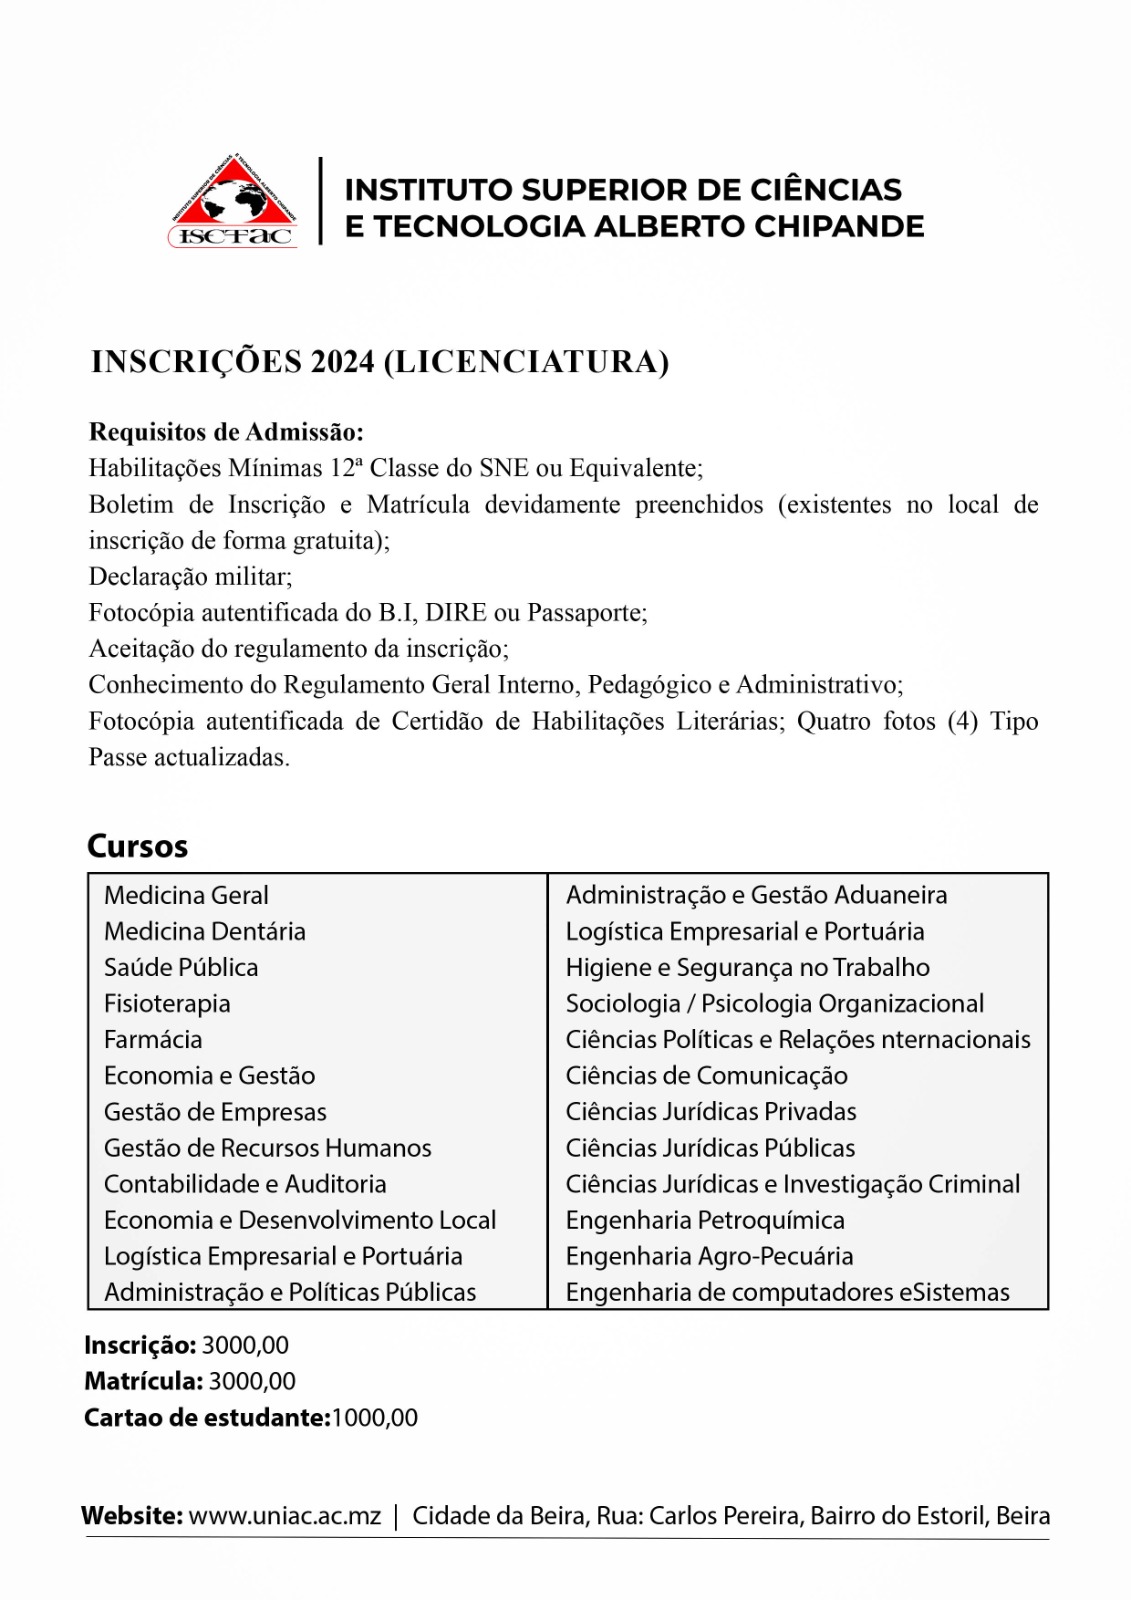 INSTITUTO SUPERIOR DE CIÊNCIAS E TECNOLOGIA ALBERTO CHIPANDE
ISCTAC
INSTITUTO SUPERIOR DE CIÊNCIAS
E TECNOLOGIA ALBERTO CHIPANDE
INSCRIÇÕES 2024 (LICENCIATURA)
Requisitos de Admissão:
Habilitações Mínimas 12ª Classe do SNE ou Equivalente;
Boletim de Inscrição e Matrícula devidamente preenchidos (existentes no local de
inscrição de forma gratuita);
Declaração militar;
Fotocópia autentificada do B.I, DIRE ou Passaporte;
Aceitação do regulamento da inscrição;
Conhecimento do Regulamento Geral Interno, Pedagógico e Administrativo;
Fotocópia autentificada de Certidão de Habilitações Literárias; Quatro fotos (4) Tipo
Passe actualizadas.
Cursos
Medicina Geral
Medicina Dentária
Saúde Pública
Fisioterapia
Farmácia
Economia e Gestão
Gestão de Empresas
Gestão de Recursos Humanos
Contabilidade e Auditoria
Economia e Desenvolvimento Local
Logística Empresarial e Portuária
Administração e Políticas Públicas
Administração e Gestão Aduaneira
Logística Empresarial e Portuária
Higiene e Segurança no Trabalho
Sociologia / Psicologia Organizacional
Ciências Políticas e Relações nternacionais
Ciências de Comunicação
Ciências Jurídicas Privadas
Ciências Jurídicas Públicas
Ciências Jurídicas e Investigação Criminal
Engenharia Petroquímica
Engenharia Agro-Pecuária
Engenharia de computadores eSistemas
Inscrição: 3000,00
Matrícula: 3000,00
Cartao de estudante:1000,00
Website: www.uniac.ac.mz | Cidade da Beira, Rua: Carlos Pereira, Bairro do Estoril, Beira